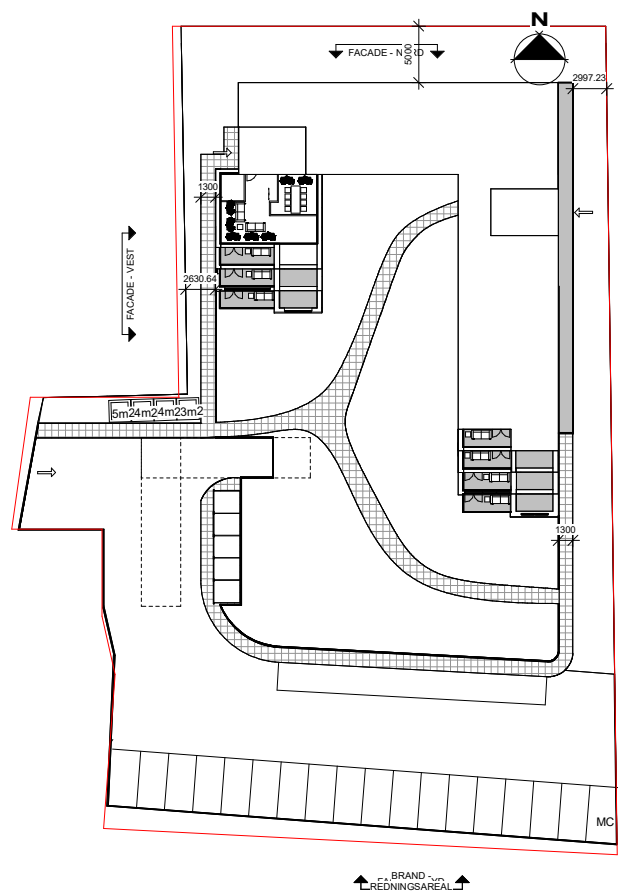 N
FACADE - NORD
5000
2997.23
1300
FACADE - VEST
2630.64
5m24m24m23m2
1300
MC
BRAND -
REDNINGSAREAL